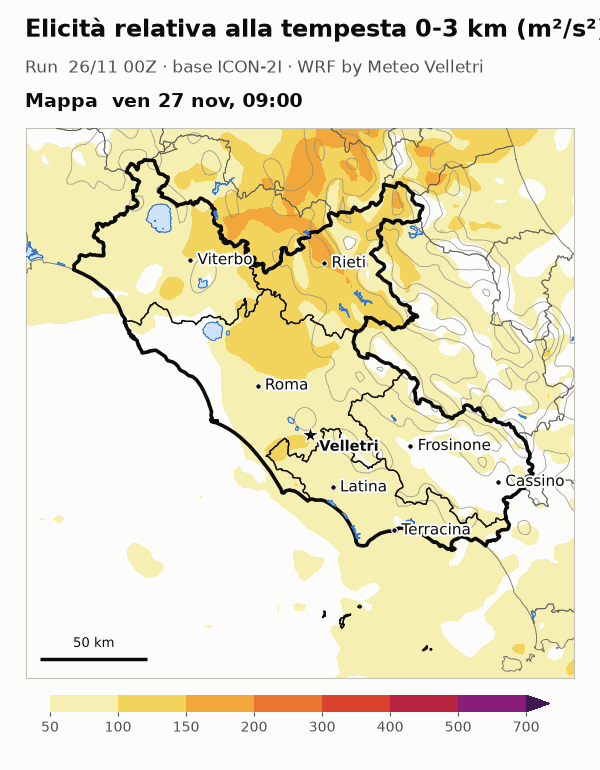 Elicità relativa alla tempesta 0-3 km (m²/s²)
Run 26/11 00Z · base ICON-2I · WRF by Meteo Velletri
Mappa ven 27 nov, 09:00
Viterbo
Rieti
Roma
Velletri
Frosinone
Cassino
Latina
Terracina
50 km
50 100 150 200 300 400 500 700